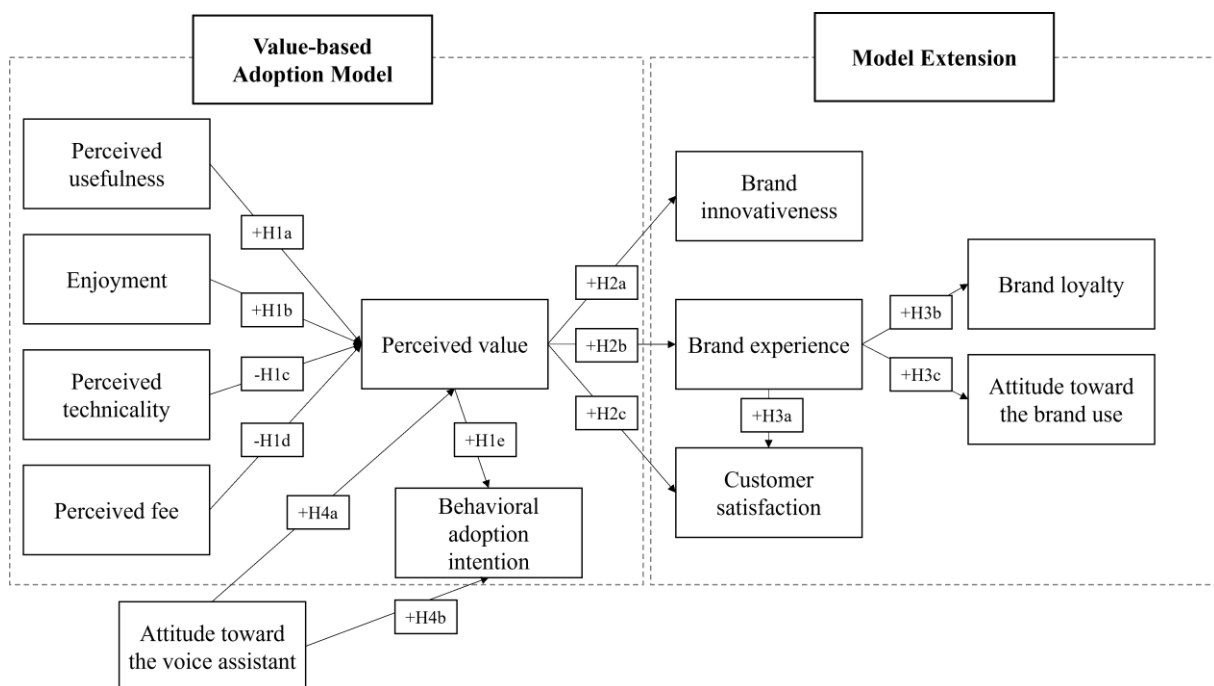 Value-based
Adoption Model
Model Extension
Perceived
usefulness
Enjoyment
Perceived
technicality
Perceived fee
+H1a
+H1b
-H1c
-H1d
Perceived value
+H1e
+H4a
Behavioral
adoption
intention
+H4b
Attitude toward
the voice assistant
+H2a
+H2b
+H2c
Brand
innovativeness
Brand experience
+H3a
Customer
satisfaction
+H3b
+H3c
Brand loyalty
Attitude toward
the brand use